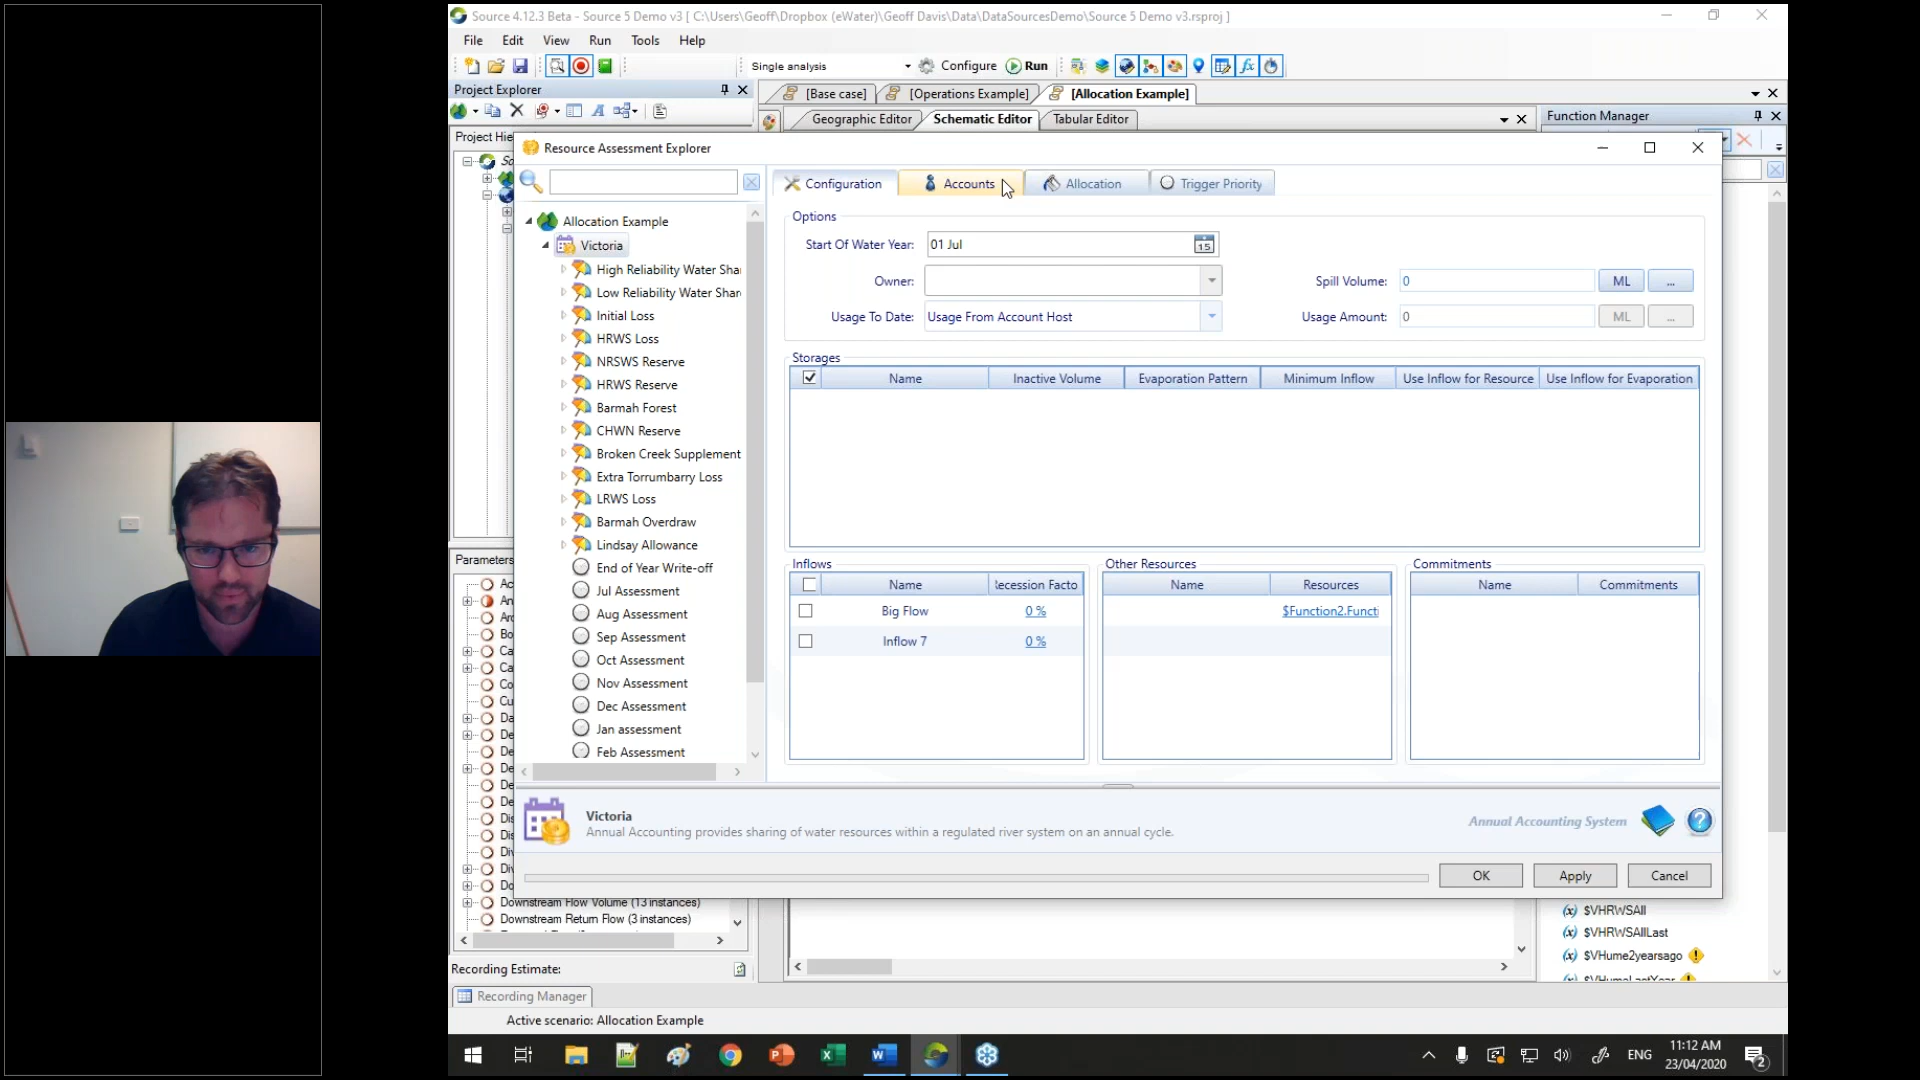 Source 4.12.3 Beta - Source 5 Demo v3 [ C:\Users\Geoff\Dropbox (eWater)\Geoff Davis\Data\DataSourcesDemo\Source 5 Demo v3.rsproj ]
File Edit View Run Tools Help
Single analysis Configure Run
Project Explorer
[Base case] [Operations Example] [Allocation Example]
Geographic Editor Schematic Editor Tabular Editor
Function Manager
Project Hie
Resource Assessment Explorer
Configuration Accounts Allocation Trigger Priority
Allocation Example
Victoria
High Reliability Water Sha
Low Reliability Water Shar
Initial Loss
HRWS Loss
NRSWS Reserve
HRWS Reserve
Barmah Forest
CHWN Reserve
Broken Creek Supplement
Extra Torrumbarry Loss
LRWS Loss
Barmah Overdraw
Lindsay Allowance
End of Year Write-off
Jul Assessment
Aug Assessment
Sep Assessment
Oct Assessment
Nov Assessment
Dec Assessment
Jan assessment
Feb Assessment
Options
Start Of Water Year: 01 Jul 15
Owner: Spill Volume: 0 ML ...
Usage To Date: Usage From Account Host Usage Amount: 0 ML ...
Storages
Name Inactive Volume Evaporation Pattern Minimum Inflow Use Inflow for Resource Use Inflow for Evaporation
Inflows
Name ecession Facto
Big Flow 0 %
Inflow 7 0 %
Other Resources
Name Resources
$Function2.Functi
Commitments
Name Commitments
Victoria
Annual Accounting provides sharing of water resources within a regulated river system on an annual cycle.
Annual Accounting System
OK Apply Cancel
Parameters
Downstream Flow Volume (13 instances)
Downstream Return Flow (3 instances)
$VHRWSAll
$VHRWSAllLast
$VHume2yearsago
$VHumeLastYear
Recording Estimate:
Recording Manager
Active scenario: Allocation Example
ENG
11:12 AM
23/04/2020
2